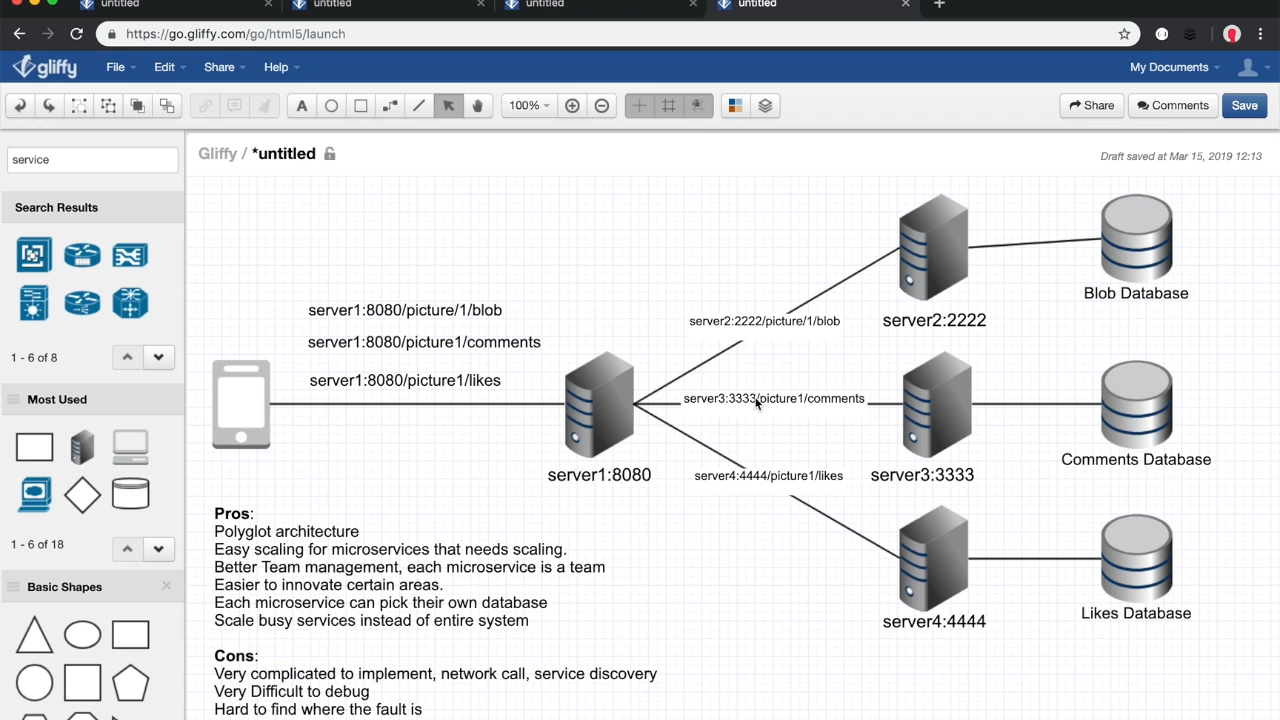 untitled
untitled
untitled
untitled
https://go.gliffy.com/go/html5/launch
gliffy
File
Edit
Share
Help
My Documents
A
100%
Share
Comments
Save
service
Gliffy / *untitled
Draft saved at Mar 15, 2019 12:13
Search Results
1 - 6 of 8
Most Used
1 - 6 of 18
Basic Shapes
server1:8080/picture/1/blob
server1:8080/picture1/comments
server1:8080/picture1/likes
server1:8080
server2:2222/picture/1/blob
server3:3333/picture1/comments
server4:4444/picture1/likes
server2:2222
Blob Database
server3:3333
Comments Database
server4:4444
Likes Database
Pros:
Polyglot architecture
Easy scaling for microservices that needs scaling.
Better Team management, each microservice is a team
Easier to innovate certain areas.
Each microservice can pick their own database
Scale busy services instead of entire system
Cons:
Very complicated to implement, network call, service discovery
Very Difficult to debug
Hard to find where the fault is